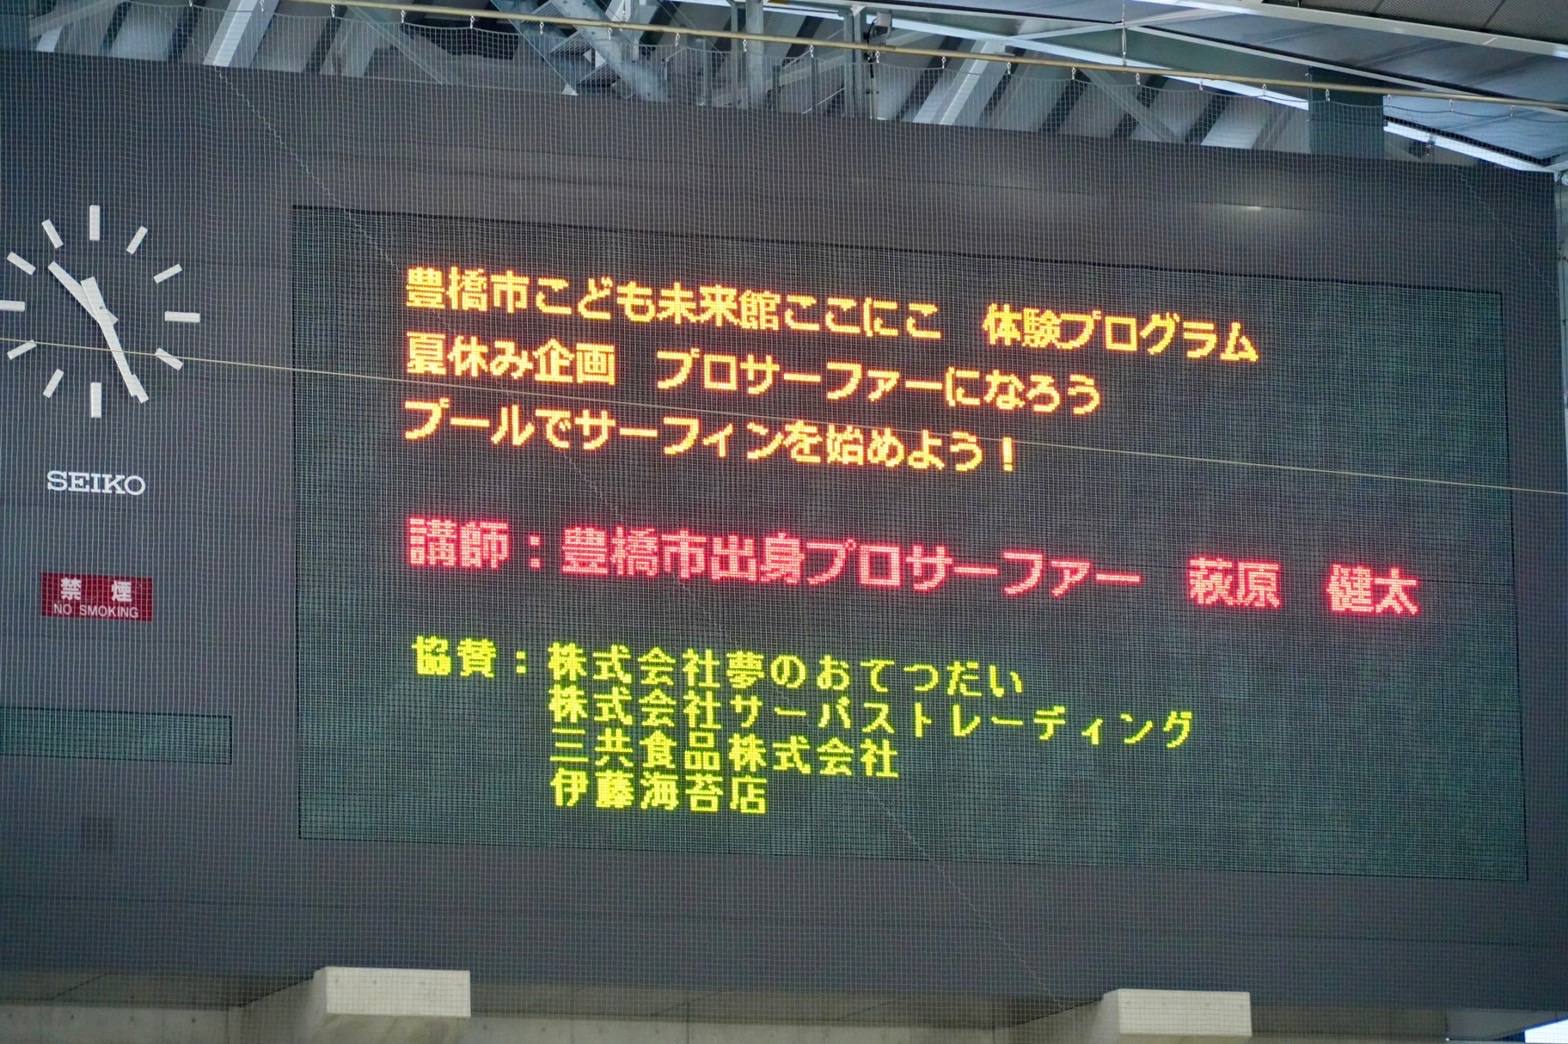 豊橋市こども未来館ここにこ　体験プログラム
夏休み企画　プロサーファーになろう
プールでサーフィンを始めよう！
講師：豊橋市出身プロサーファー　萩原　健太
協賛：株式会社夢のおてつだい
株式会社サーパストレーディング
三共食品株式会社
伊藤海苔店
SEIKO
禁煙
NO SMOKING